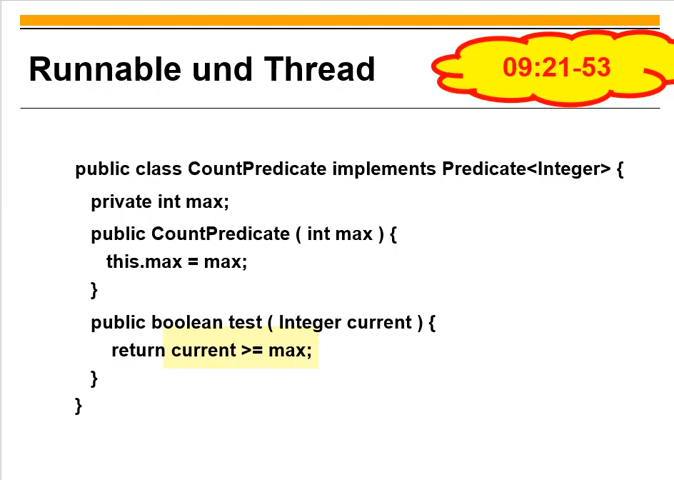 Runnable und Thread
09:21-53
public class CountPredicate implements Predicate<Integer> {
private int max;
public CountPredicate ( int max ) {
this.max = max;
}
public boolean test ( Integer current ) {
return current >= max;
}
}